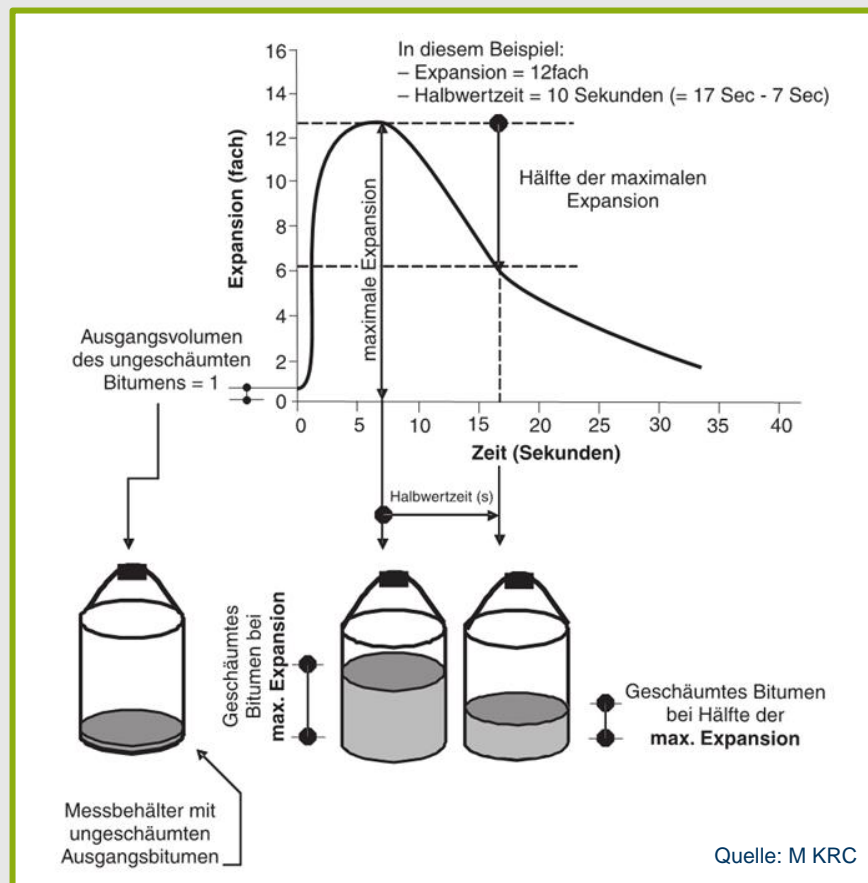 In diesem Beispiel:
– Expansion = 12fach
– Halbwertzeit = 10 Sekunden (= 17 Sec - 7 Sec)
Expansion (fach)
16
14
12
10
8
6
4
2
0
maximale Expansion
Hälfte der maximalen
Expansion
Ausgangsvolumen
des ungeschäumten
Bitumens = 1
0 5 10 15 20 25 30 35 40
Zeit (Sekunden)
Halbwertzeit (s)
Geschäumtes
Bitumen bei
max. Expansion
Geschäumtes Bitumen
bei Hälfte der
max. Expansion
Messbehälter mit
ungeschäumten
Ausgangsbitumen
Quelle: M KRC